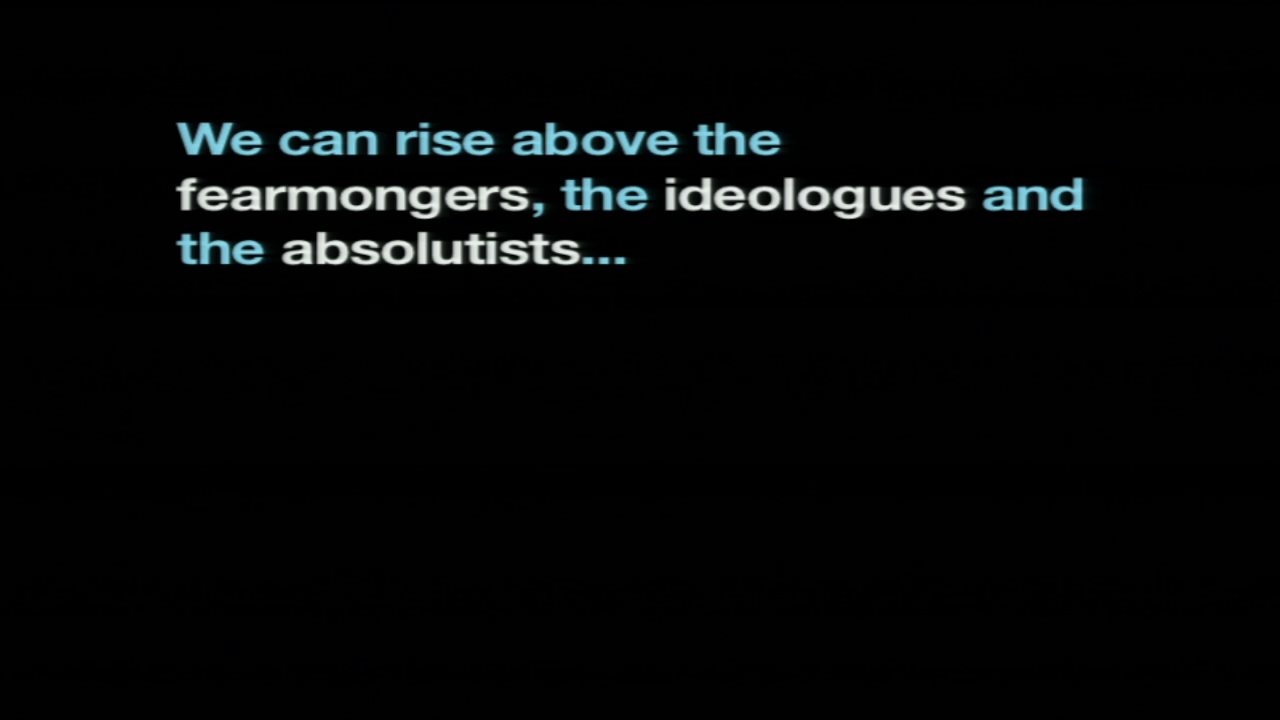 We can rise above the
fearmongers, the ideologues and
the absolutists...